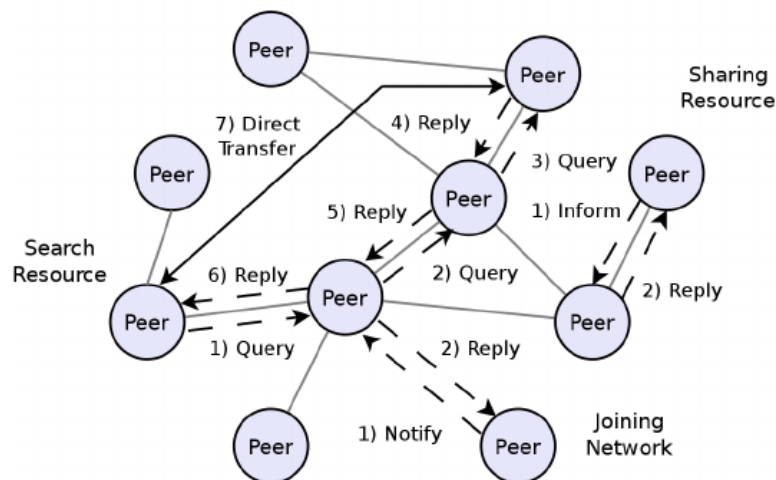 Peer
Peer
Sharing
Resource
7) Direct
Transfer
4) Reply
Peer
3) Query
Peer
Peer
1) Inform
5) Reply
Search
Resource
6) Reply
2) Query
2) Reply
Peer
Peer
Peer
1) Query
2) Reply
Joining
Network
1) Notify
Peer
Peer